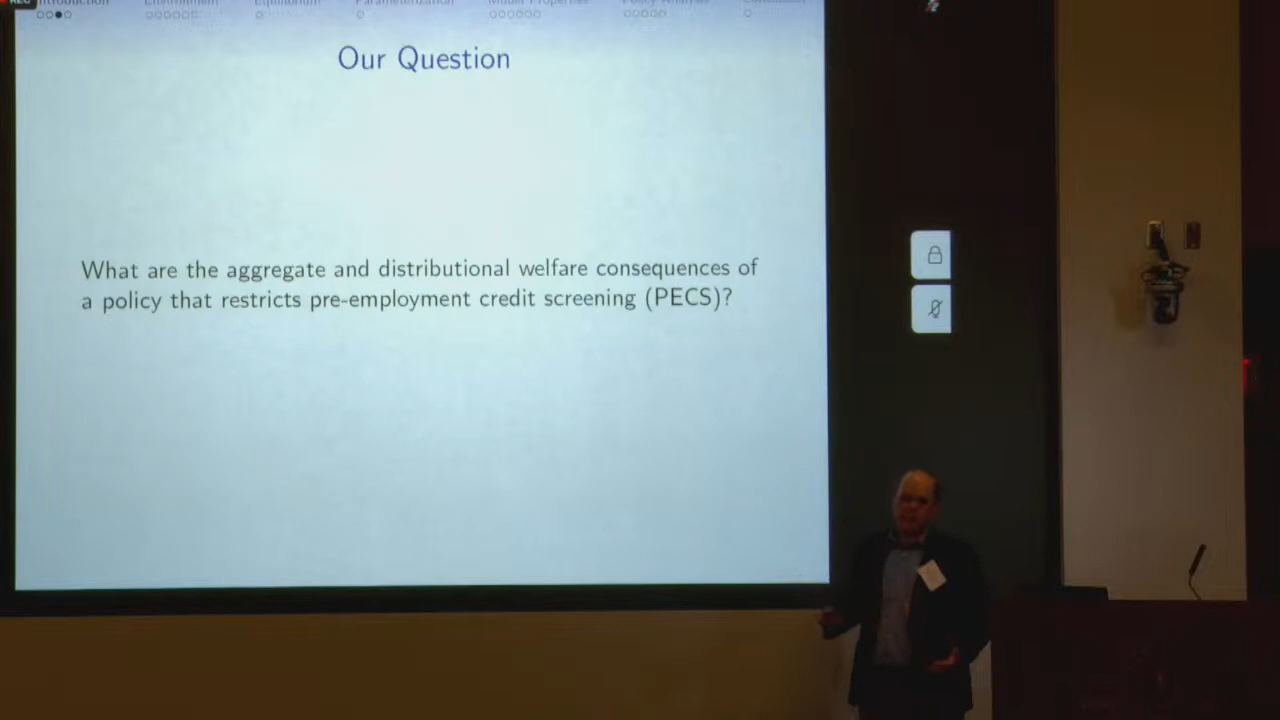 Our Question
What are the aggregate and distributional welfare consequences of
a policy that restricts pre-employment credit screening (PECS)?